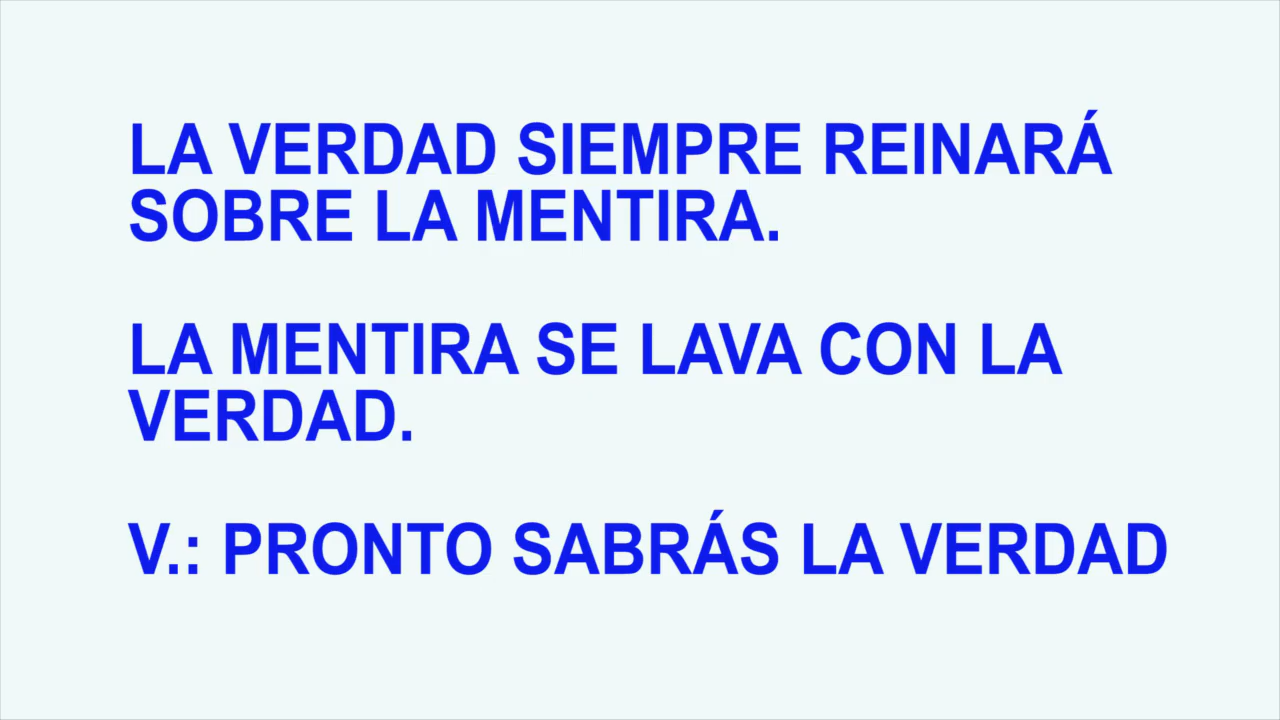 LA VERDAD SIEMPRE REINARÁ
SOBRE LA MENTIRA.
LA MENTIRA SE LAVA CON LA
VERDAD.
V.: PRONTO SABRÁS LA VERDAD